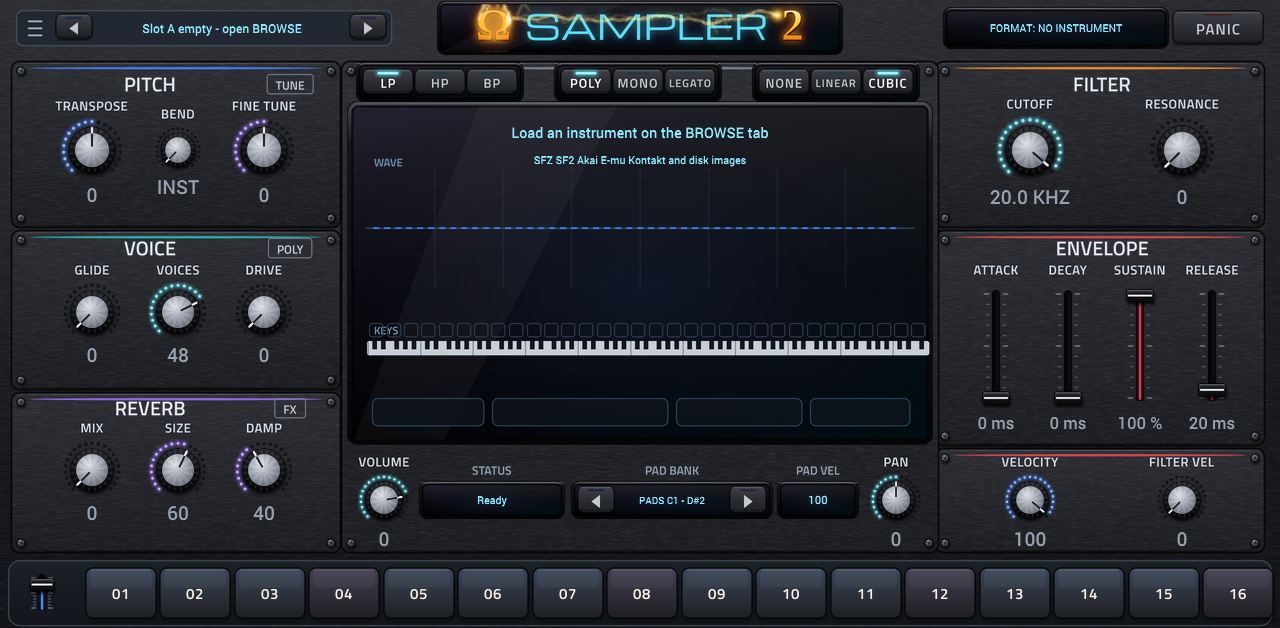 Slot A empty - open BROWSE
Ω SAMPLER 2
FORMAT: NO INSTRUMENT
PANIC
PITCH
TUNE
TRANSPOSE
BEND
FINE TUNE
0
INST
0
LP
HP
BP
POLY
MONO
LEGATO
NONE
LINEAR
CUBIC
FILTER
CUTOFF
RESONANCE
20.0 KHZ
0
Load an instrument on the BROWSE tab
WAVE
SFZ SF2 Akai E-mu Kontakt and disk images
KEYS
VOICE
POLY
GLIDE
VOICES
DRIVE
0
48
0
ENVELOPE
ATTACK
DECAY
SUSTAIN
RELEASE
0 ms
0 ms
100 %
20 ms
REVERB
FX
MIX
SIZE
DAMP
0
60
40
VOLUME
0
STATUS
Ready
PAD BANK
PADS C1 - D#2
PAD VEL
100
PAN
0
VELOCITY
FILTER VEL
100
0
01
02
03
04
05
06
07
08
09
10
11
12
13
14
15
16